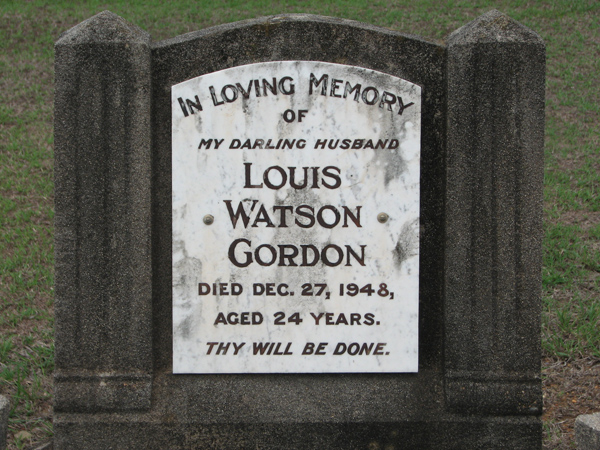 IN LOVING MEMORY
OF
MY DARLING HUSBAND
LOUIS
WATSON
GORDON
DIED DEC. 27, 1948,
AGED 24 YEARS.
THY WILL BE DONE.